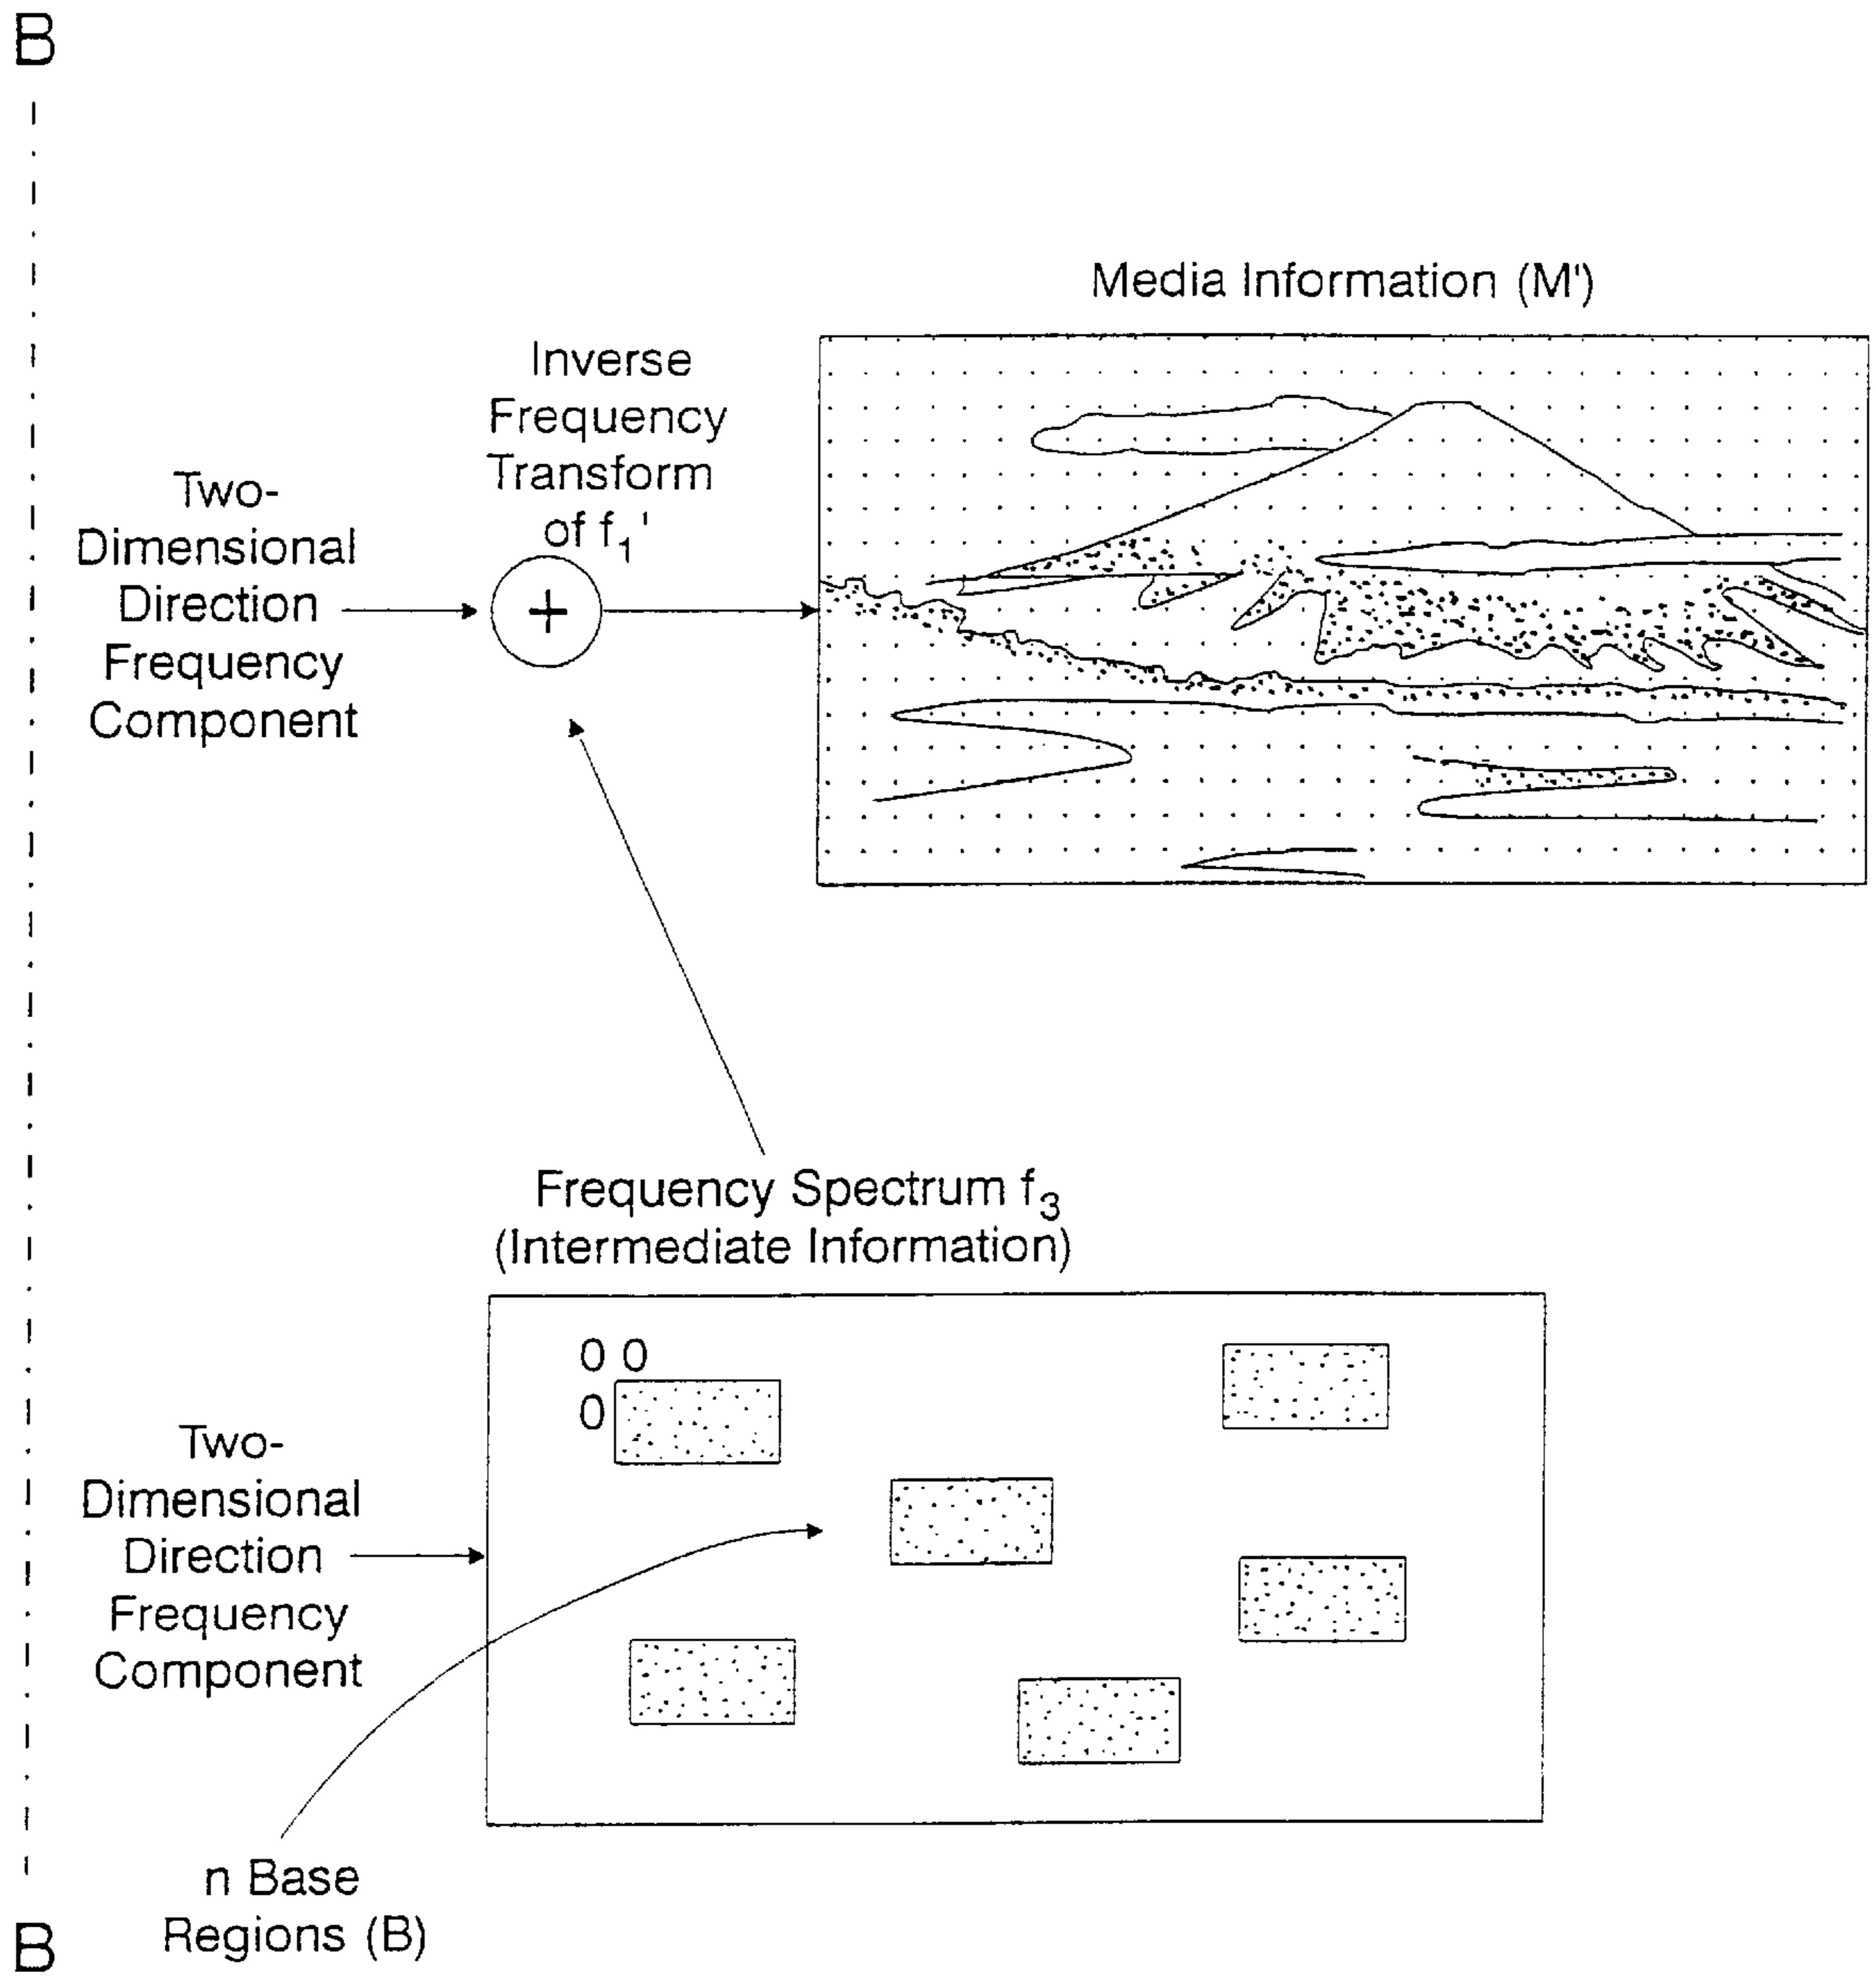 B
Media Information (M')
Inverse
Frequency
Transform
of f₁'
Two-
Dimensional
Direction
Frequency
Component
+
Frequency Spectrum f₃
(Intermediate Information)
0 0
0
Two-
Dimensional
Direction
Frequency
Component
n Base
Regions (B)
B